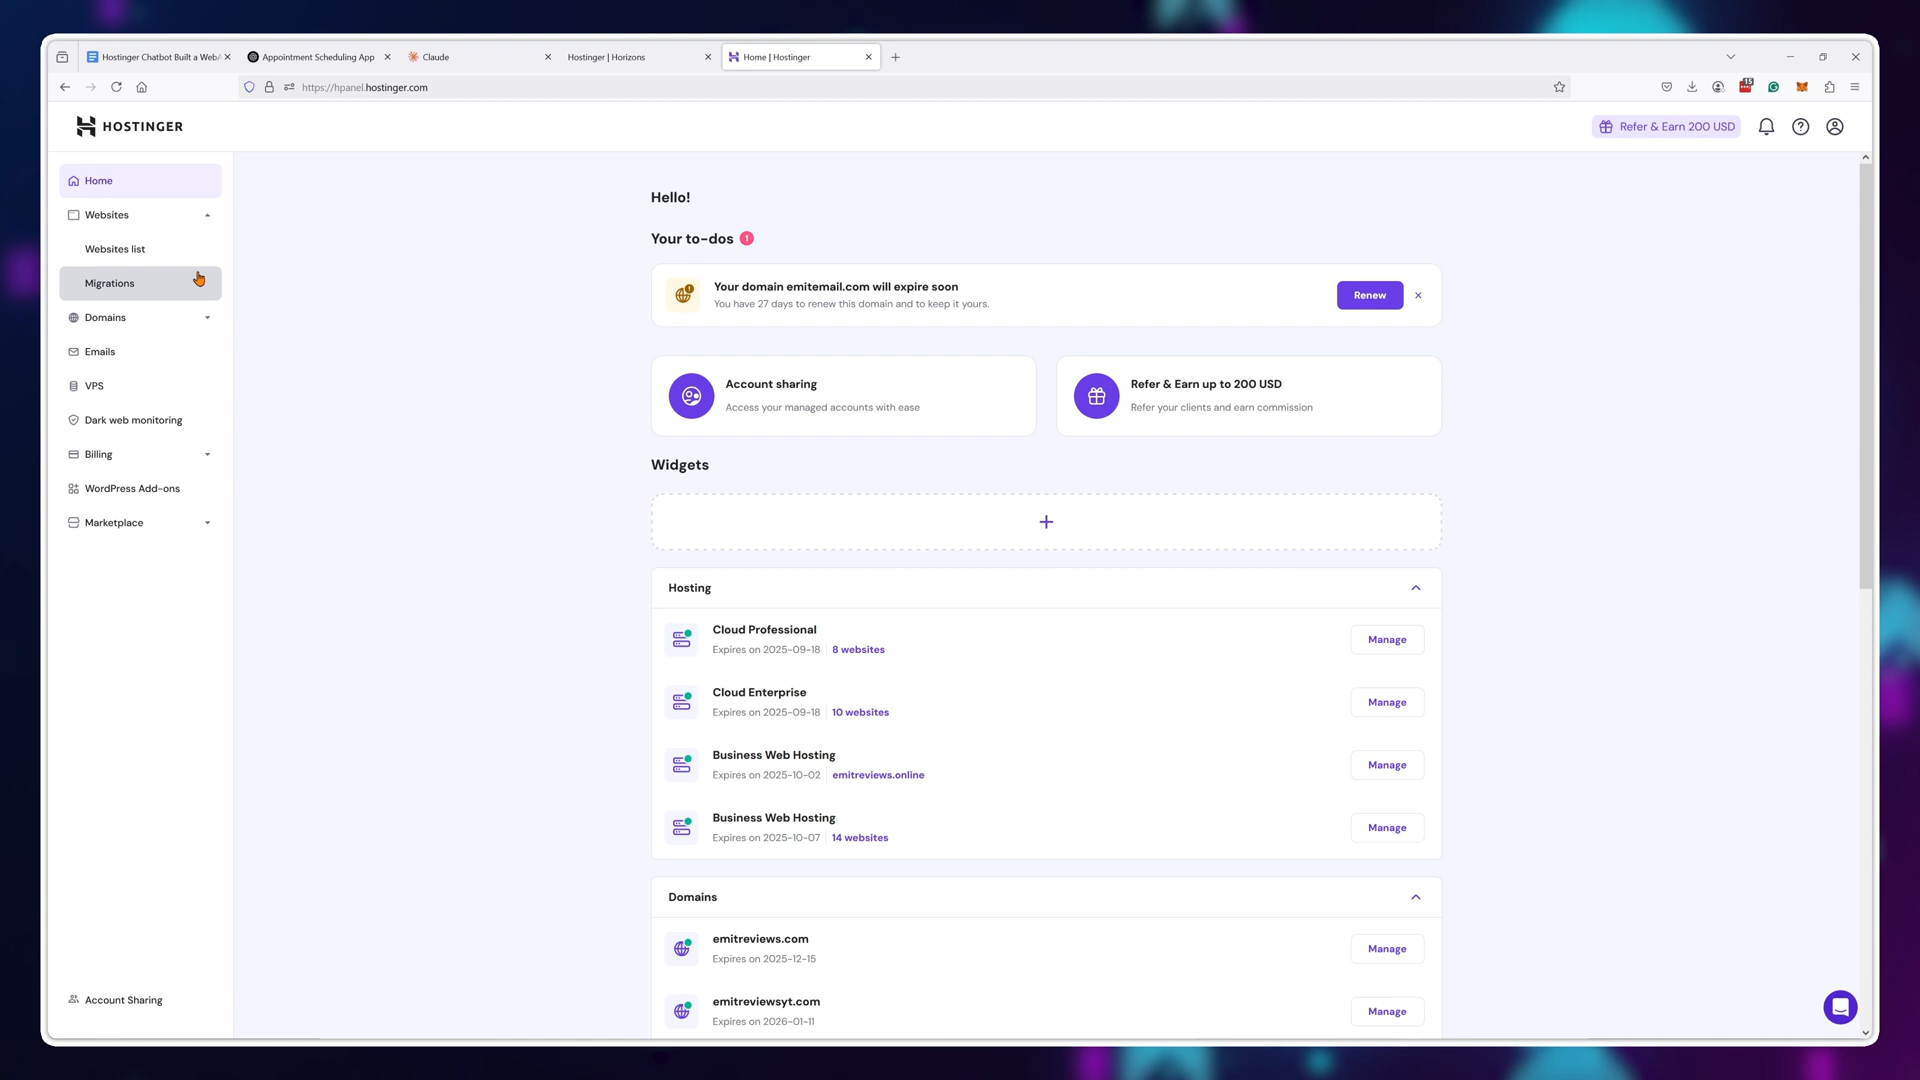 Hostinger Chatbot Built a WebA
Appointment Scheduling App
Claude
Hostinger | Horizons
Home | Hostinger
https://hpanel.hostinger.com
15
HOSTINGER
Refer & Earn 200 USD
Home
Websites
Websites list
Migrations
Domains
Emails
VPS
Dark web monitoring
Billing
WordPress Add-ons
Marketplace
Account Sharing
Hello!
Your to-dos 1
Your domain emitemail.com will expire soon
You have 27 days to renew this domain and to keep it yours.
Renew
Account sharing
Access your managed accounts with ease
Refer & Earn up to 200 USD
Refer your clients and earn commission
Widgets
Hosting
Cloud Professional
Expires on 2025-09-18 8 websites
Manage
Cloud Enterprise
Expires on 2025-09-18 10 websites
Manage
Business Web Hosting
Expires on 2025-10-02 emitreviews.online
Manage
Business Web Hosting
Expires on 2025-10-07 14 websites
Manage
Domains
emitreviews.com
Expires on 2025-12-15
Manage
emitreviewsyt.com
Expires on 2026-01-11
Manage